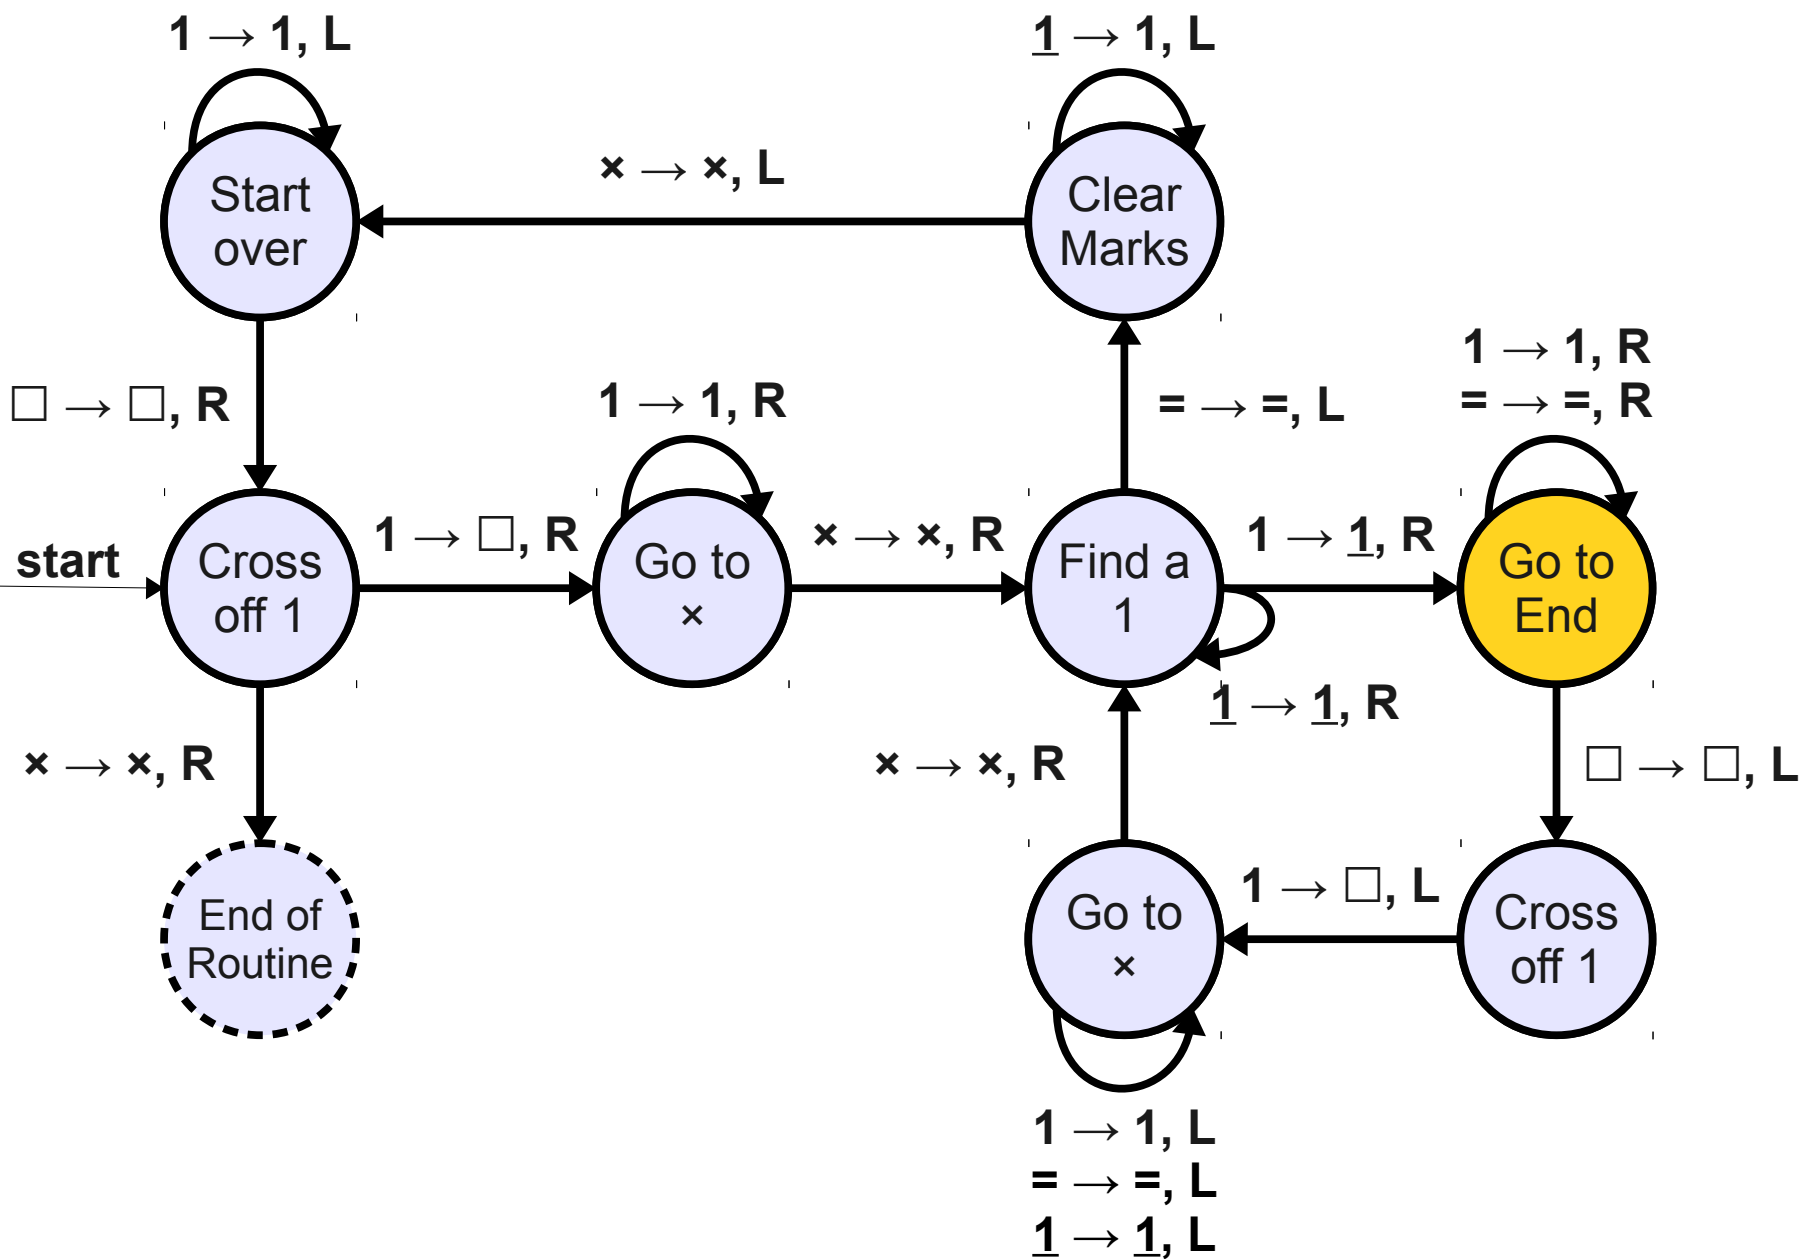 1 → 1, L
1 → 1, L
Start
over
× → ×, L
Clear
Marks
□ → □, R
1 → 1, R
= → =, L
1 → 1, R
= → =, R
start
Cross
off 1
1 → □, R
Go to
×
× → ×, R
Find a
1
1 → 1, R
Go to
End
1 → 1, R
× → ×, R
× → ×, R
□ → □, L
End of
Routine
Go to
×
1 → □, L
Cross
off 1
1 → 1, L
= → =, L
1 → 1, L